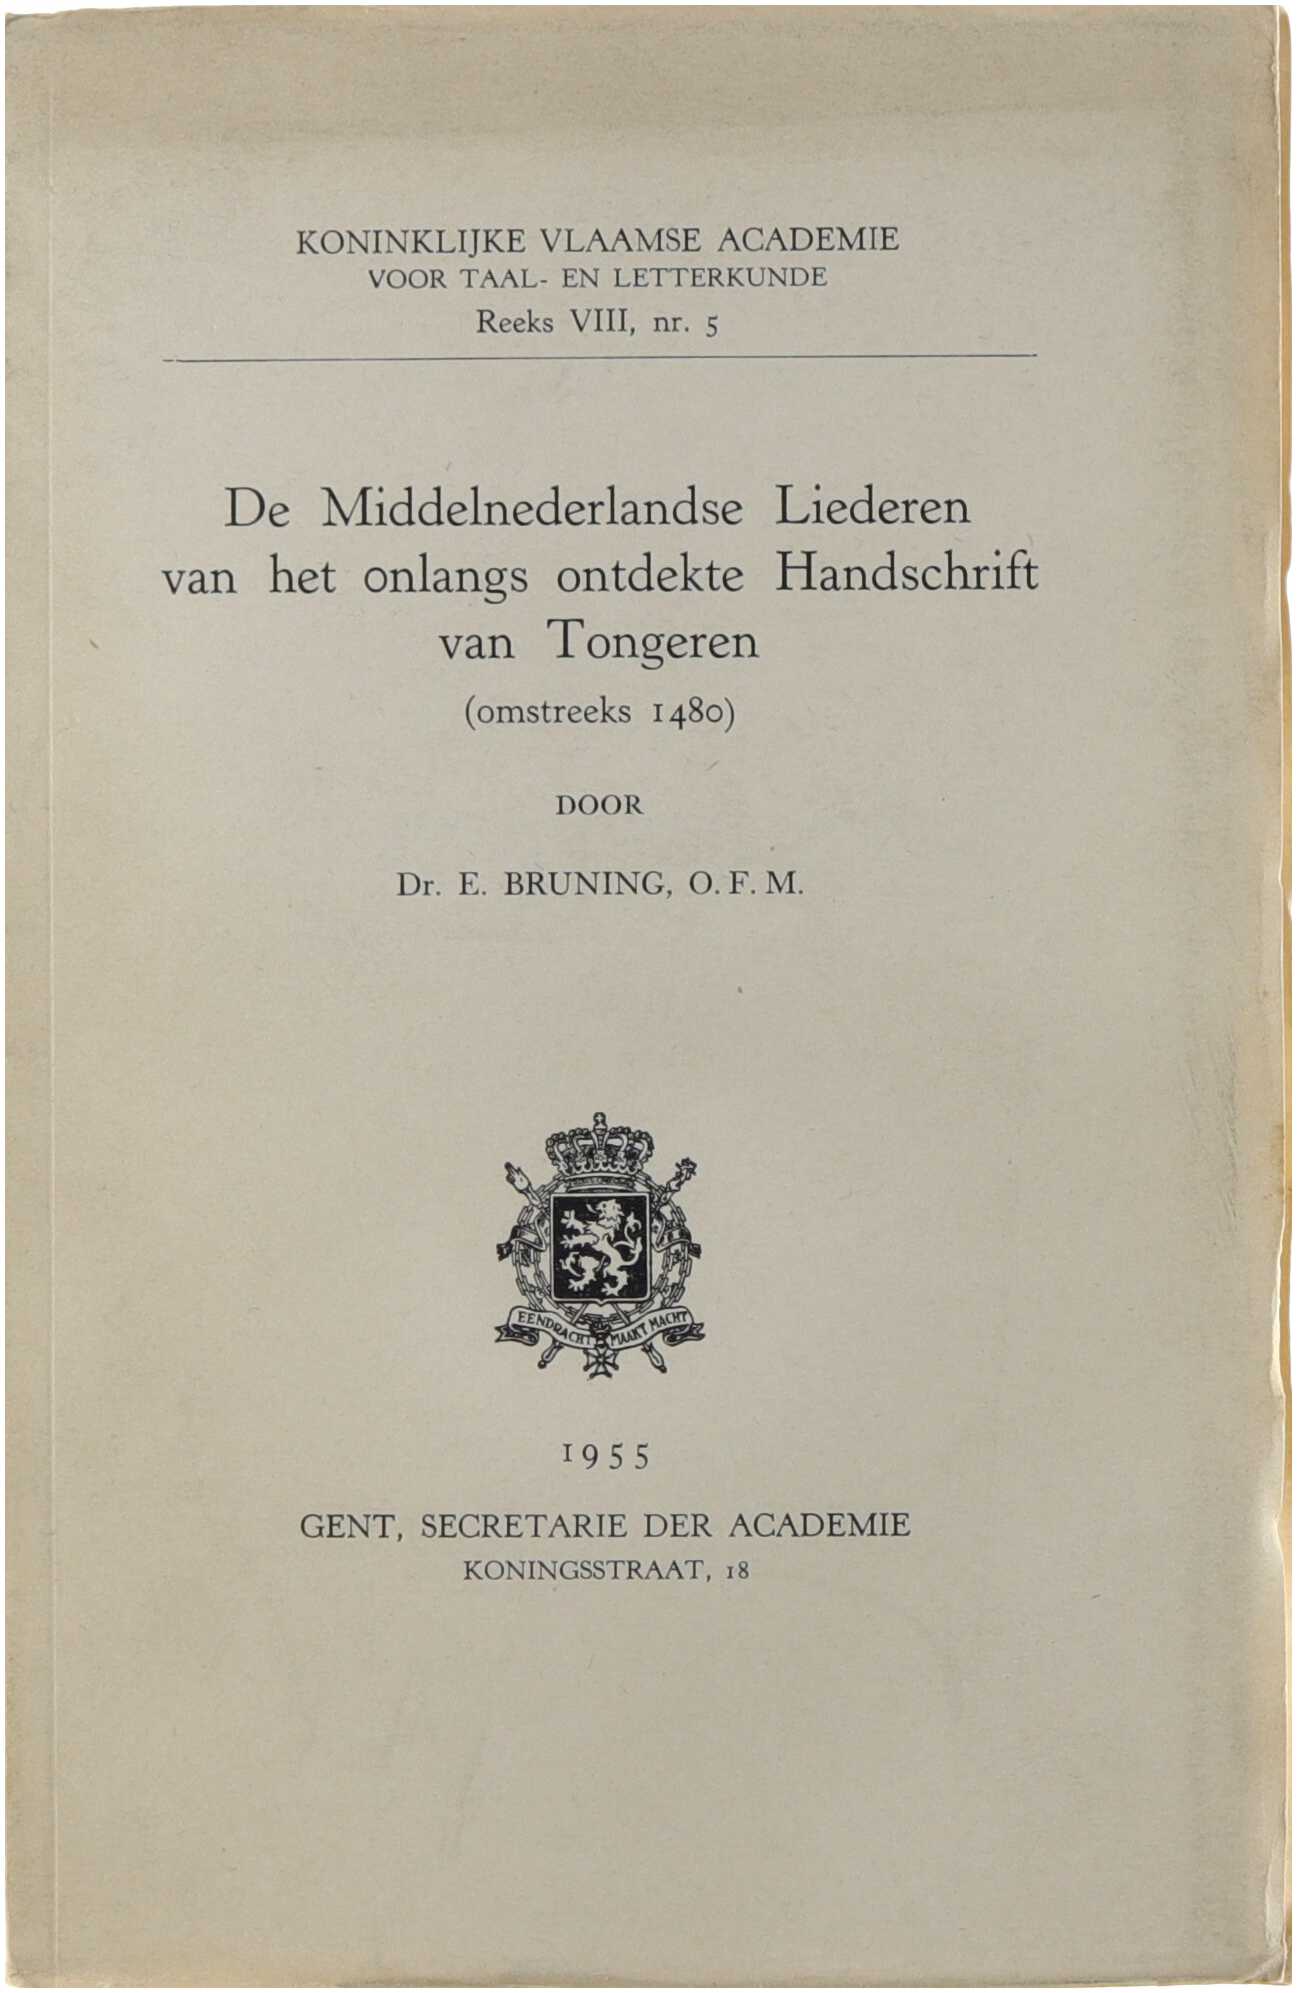 KONINKLIJKE VLAAMSE ACADEMIE
VOOR TAAL- EN LETTERKUNDE
Reeks VIII, nr. 5
De Middelnederlandse Liederen
van het onlangs ontdekte Handschrift
van Tongeren
(omstreeks 1480)
DOOR
Dr. E. BRUNING, O. F. M.
EENDRACHT MAAKT MACHT
1955
GENT, SECRETARIE DER ACADEMIE
KONINGSSTRAAT, 18